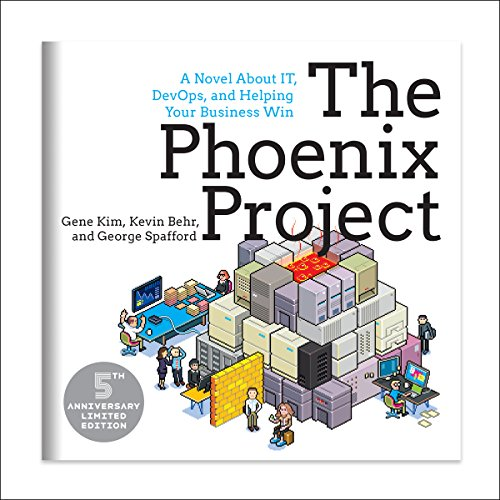 A Novel About IT,
DevOps, and Helping
Your Business Win
The
Phoenix
Project
Gene Kim, Kevin Behr,
and George Spafford
5TH
ANNIVERSARY
LIMITED
EDITION